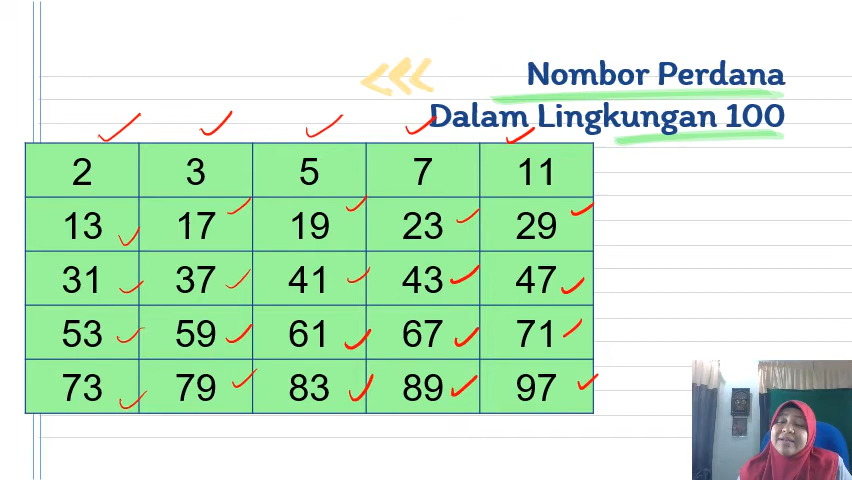 Nombor Perdana
Dalam Lingkungan 100
2 3 5 7 11
13 17 19 23 29
31 37 41 43 47
53 59 61 67 71
73 79 83 89 97